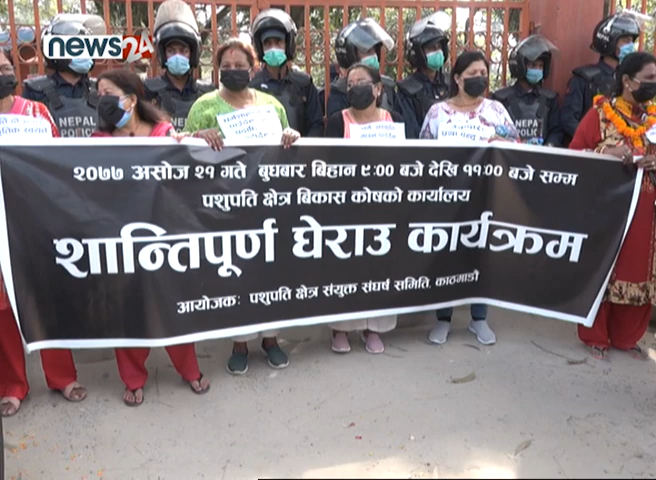 news24
NEPAL
POLICE
NEPAL
२०७७ असोज २१ गते बुधबार बिहान ९:०० बजे देखि ११:०० बजे सम्म
पशुपति क्षेत्र बिकास कोषको कार्यालय
शान्तिपूर्ण घेराउ कार्यक्रम
आयोजक: पशुपति क्षेत्र संयुक्त संघर्ष समिति, काठमाडौ